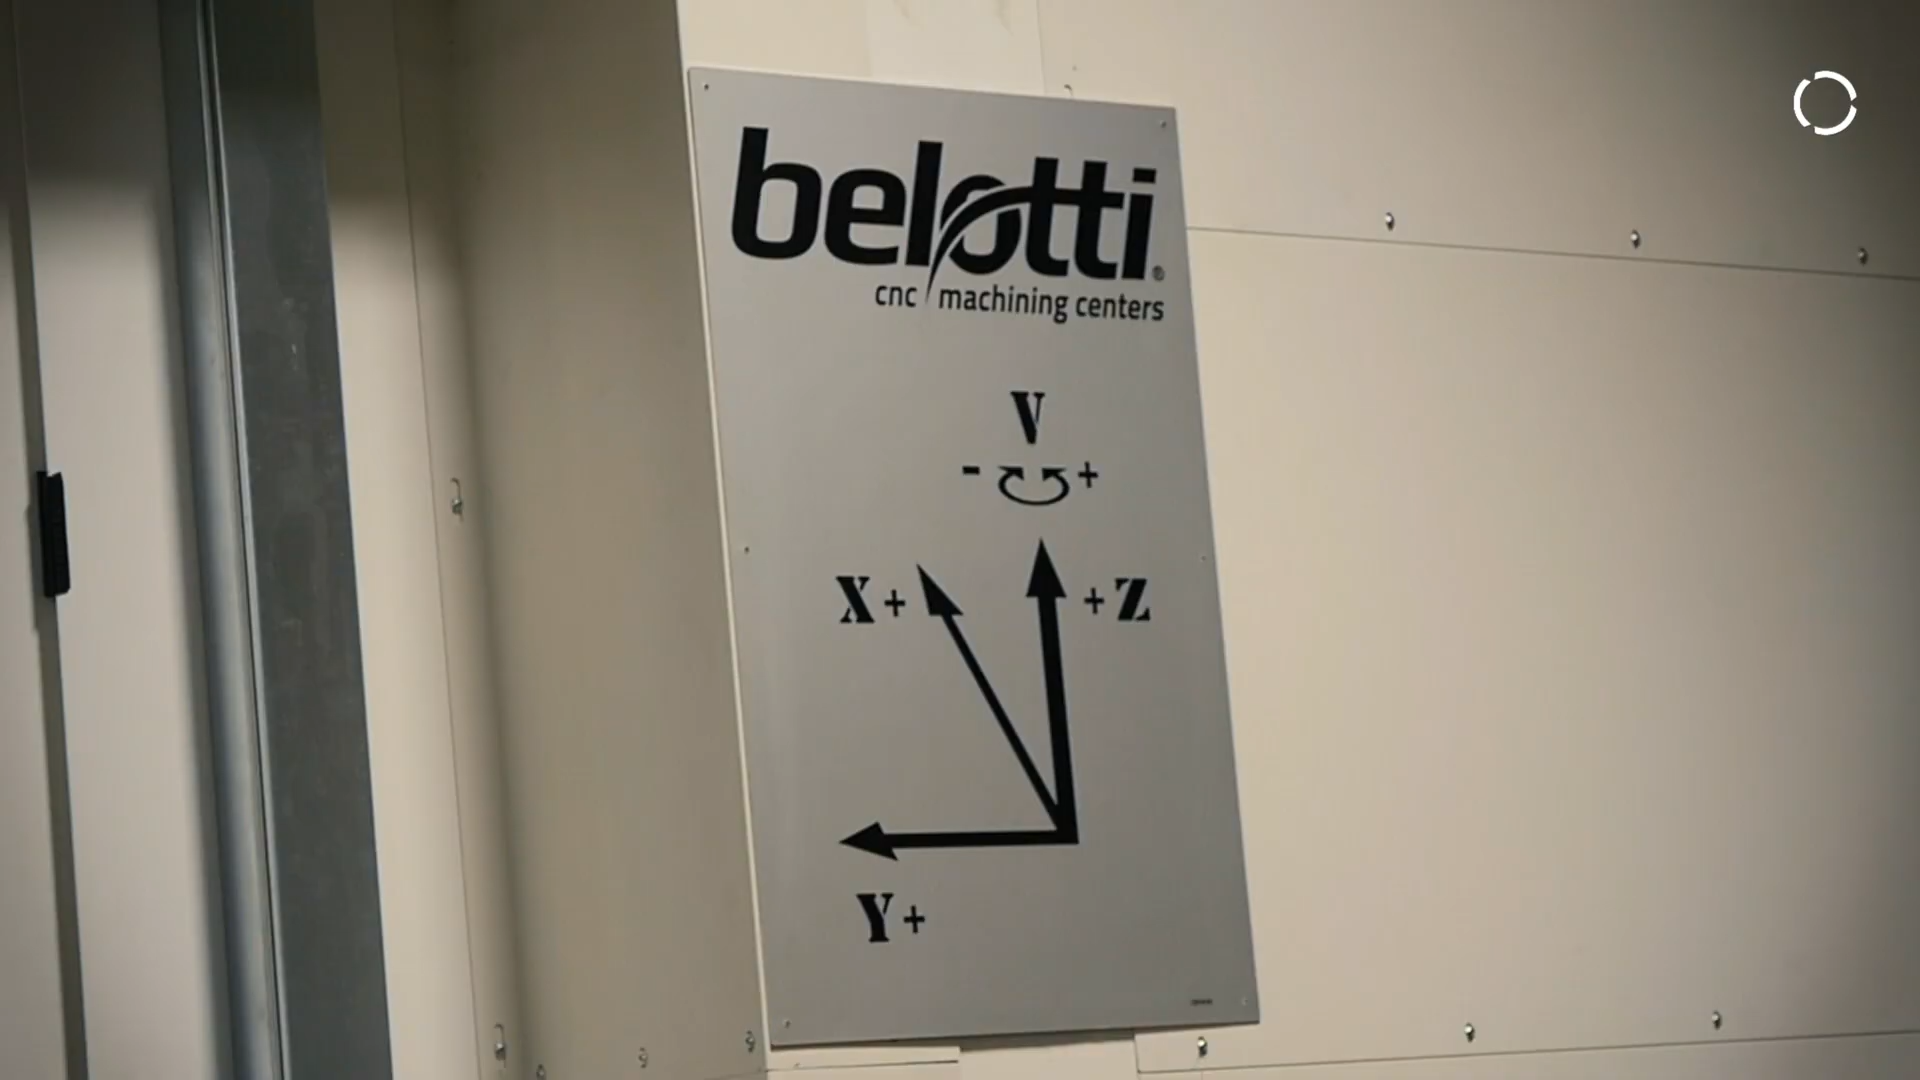 belotti®
cnc machining centers
V
- +
X+ +Z
Y+